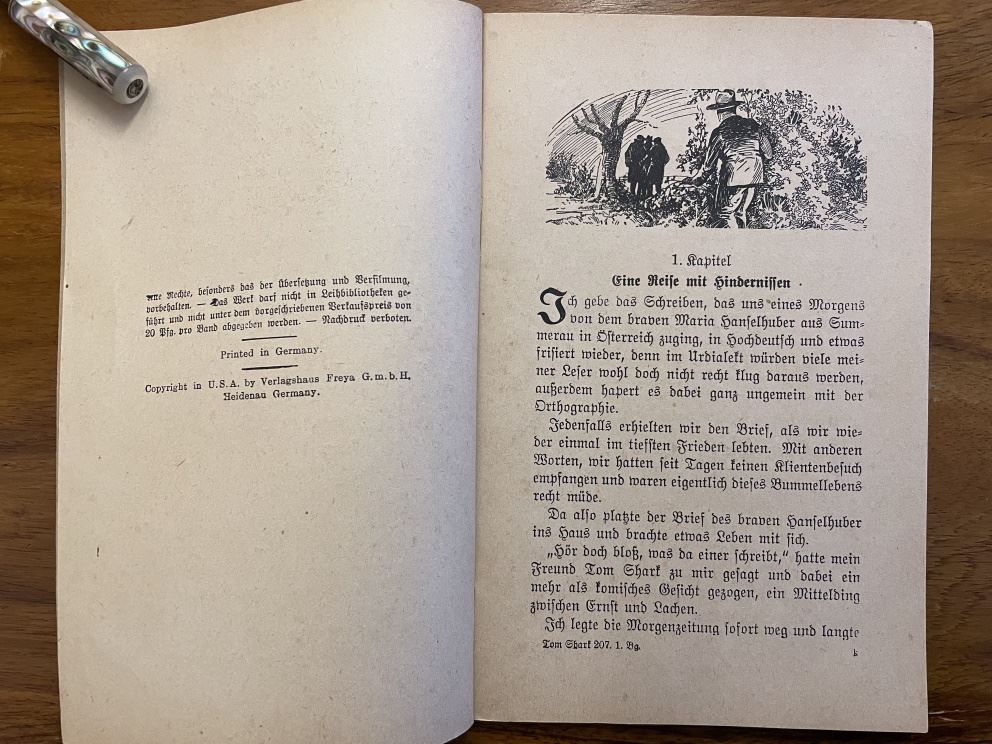 Alle Rechte, besonders das der Übersetzung und Verfilmung,
vorbehalten. — Das Werk darf nicht in Leihbibliotheken ge-
führt und nicht unter dem vorgeschriebenen Verkaufspreis von
20 Pfg. pro Band abgegeben werden. — Nachdruck verboten.
Printed in Germany.
Copyright in U.S.A. by Verlagshaus Freya G.m.b.H.
Heidenau Germany.
1. Kapitel
Eine Reise mit Hindernissen
Ich gebe das Schreiben, das uns eines Morgens
von dem braven Maria Hanselhuber aus Sum-
merau in Österreich zuging, in Hochdeutsch und etwas
frisiert wieder, denn im Urdialekt würden viele mei-
ner Leser wohl doch nicht recht klug daraus werden,
außerdem hapert es dabei ganz ungemein mit der
Orthographie.
Jedenfalls erhielten wir den Brief, als wir wie-
der einmal im tiefsten Frieden lebten. Mit anderen
Worten, wir hatten seit Tagen keinen Klientenbesuch
empfangen und waren eigentlich dieses Bummellebens
recht müde.
Da also platzte der Brief des braven Hanselhuber
ins Haus und brachte etwas Leben mit sich.
„Hör doch bloß, was da einer schreibt,“ hatte mein
Freund Tom Shark zu mir gesagt und dabei ein
mehr als komisches Gesicht gezogen, ein Mittelding
zwischen Ernst und Lachen.
Ich legte die Morgenzeitung sofort weg und langte
Tom Shark 207. 1. Bg.
k